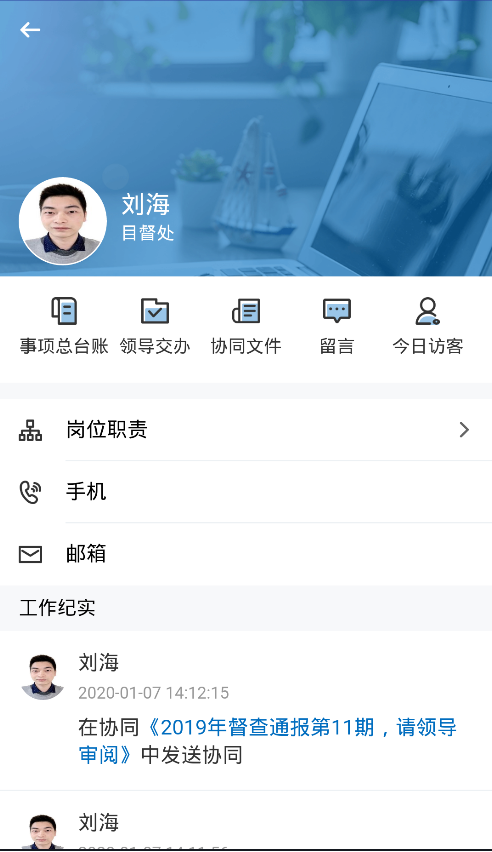 刘海
目督处
事项总台账 领导交办 协同文件 留言 今日访客
岗位职责
手机
邮箱
工作纪实
刘海
2020-01-07 14:12:15
在协同《2019年督查通报第11期，请领导
审阅》中发送协同
刘海